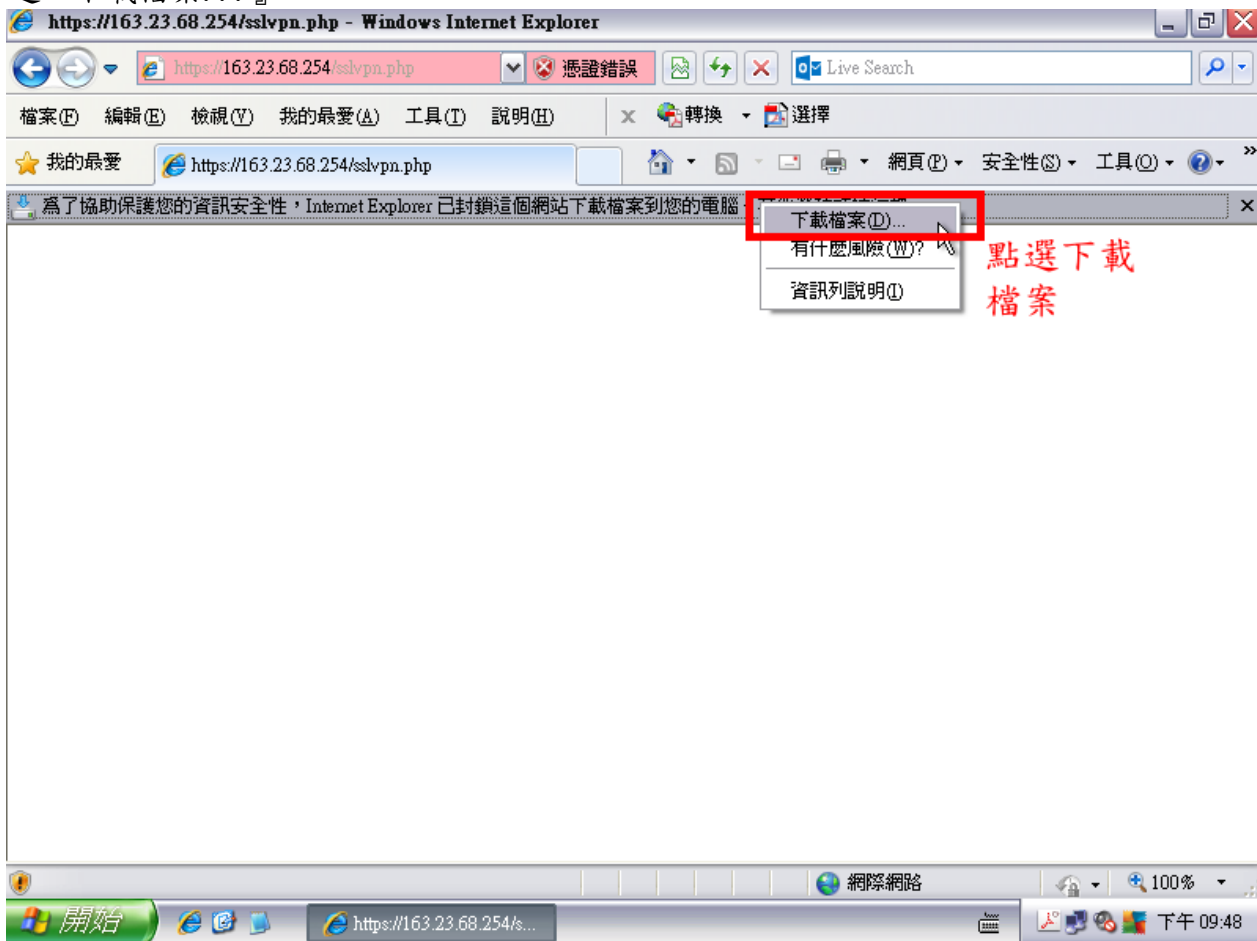 https://163.23.68.254/sslvpn.php - Windows Internet Explorer
https://163.23.68.254/sslvpn.php 憑證錯誤 Live Search
檔案(F) 編輯(E) 檢視(V) 我的最愛(A) 工具(T) 說明(H) x 轉換 選擇
我的最愛 https://163.23.68.254/sslvpn.php 網頁(P) 安全性(S) 工具(O)
為了協助保護您的資訊安全性，Internet Explorer 已封鎖這個網站下載檔案到您的電腦。
下載檔案(D)...
有什麼風險(W)?
資訊列說明(I)
點選下載
檔案
網際網路 100%
開始 https://163.23.68.254/s... 下午 09:48